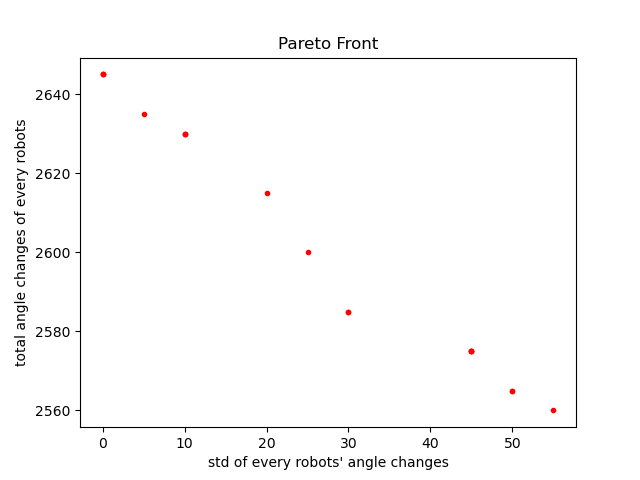 Pareto Front
total angle changes of every robots
2640
2620
2600
2580
2560
0 10 20 30 40 50
std of every robots' angle changes